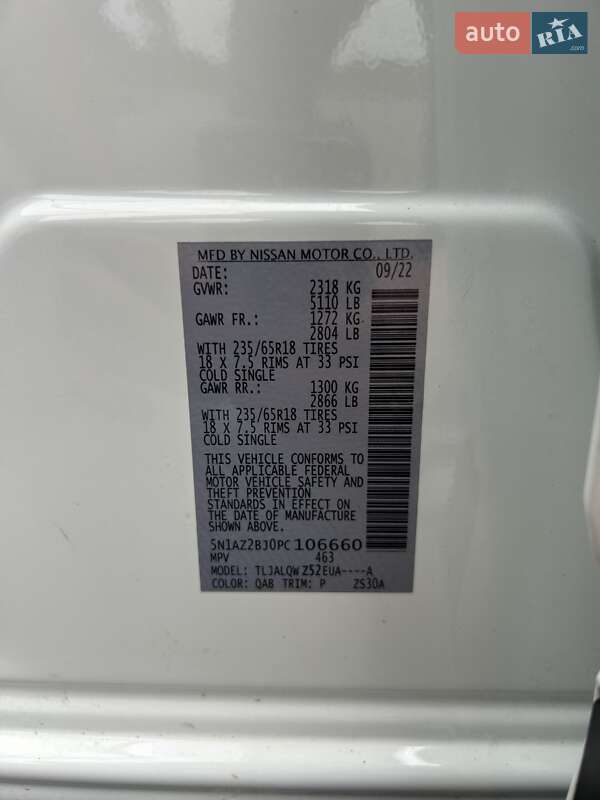 auto RIA .com
MFD BY NISSAN MOTOR CO., LTD.
DATE: 09/22
GVWR: 2318 KG
5110 LB
GAWR FR.: 1272 KG
2804 LB
WITH 235/65R18 TIRES
18 X 7.5 RIMS AT 33 PSI
COLD SINGLE
GAWR RR.: 1300 KG
2866 LB
WITH 235/65R18 TIRES
18 X 7.5 RIMS AT 33 PSI
COLD SINGLE
THIS VEHICLE CONFORMS TO
ALL APPLICABLE FEDERAL
MOTOR VEHICLE SAFETY AND
THEFT PREVENTION
STANDARDS IN EFFECT ON
THE DATE OF MANUFACTURE
SHOWN ABOVE.
5N1AZ2BJ0PC106660
MPV 463
MODEL: TLJALQWZ52EUA----A
COLOR: QAB TRIM: P ZS30A